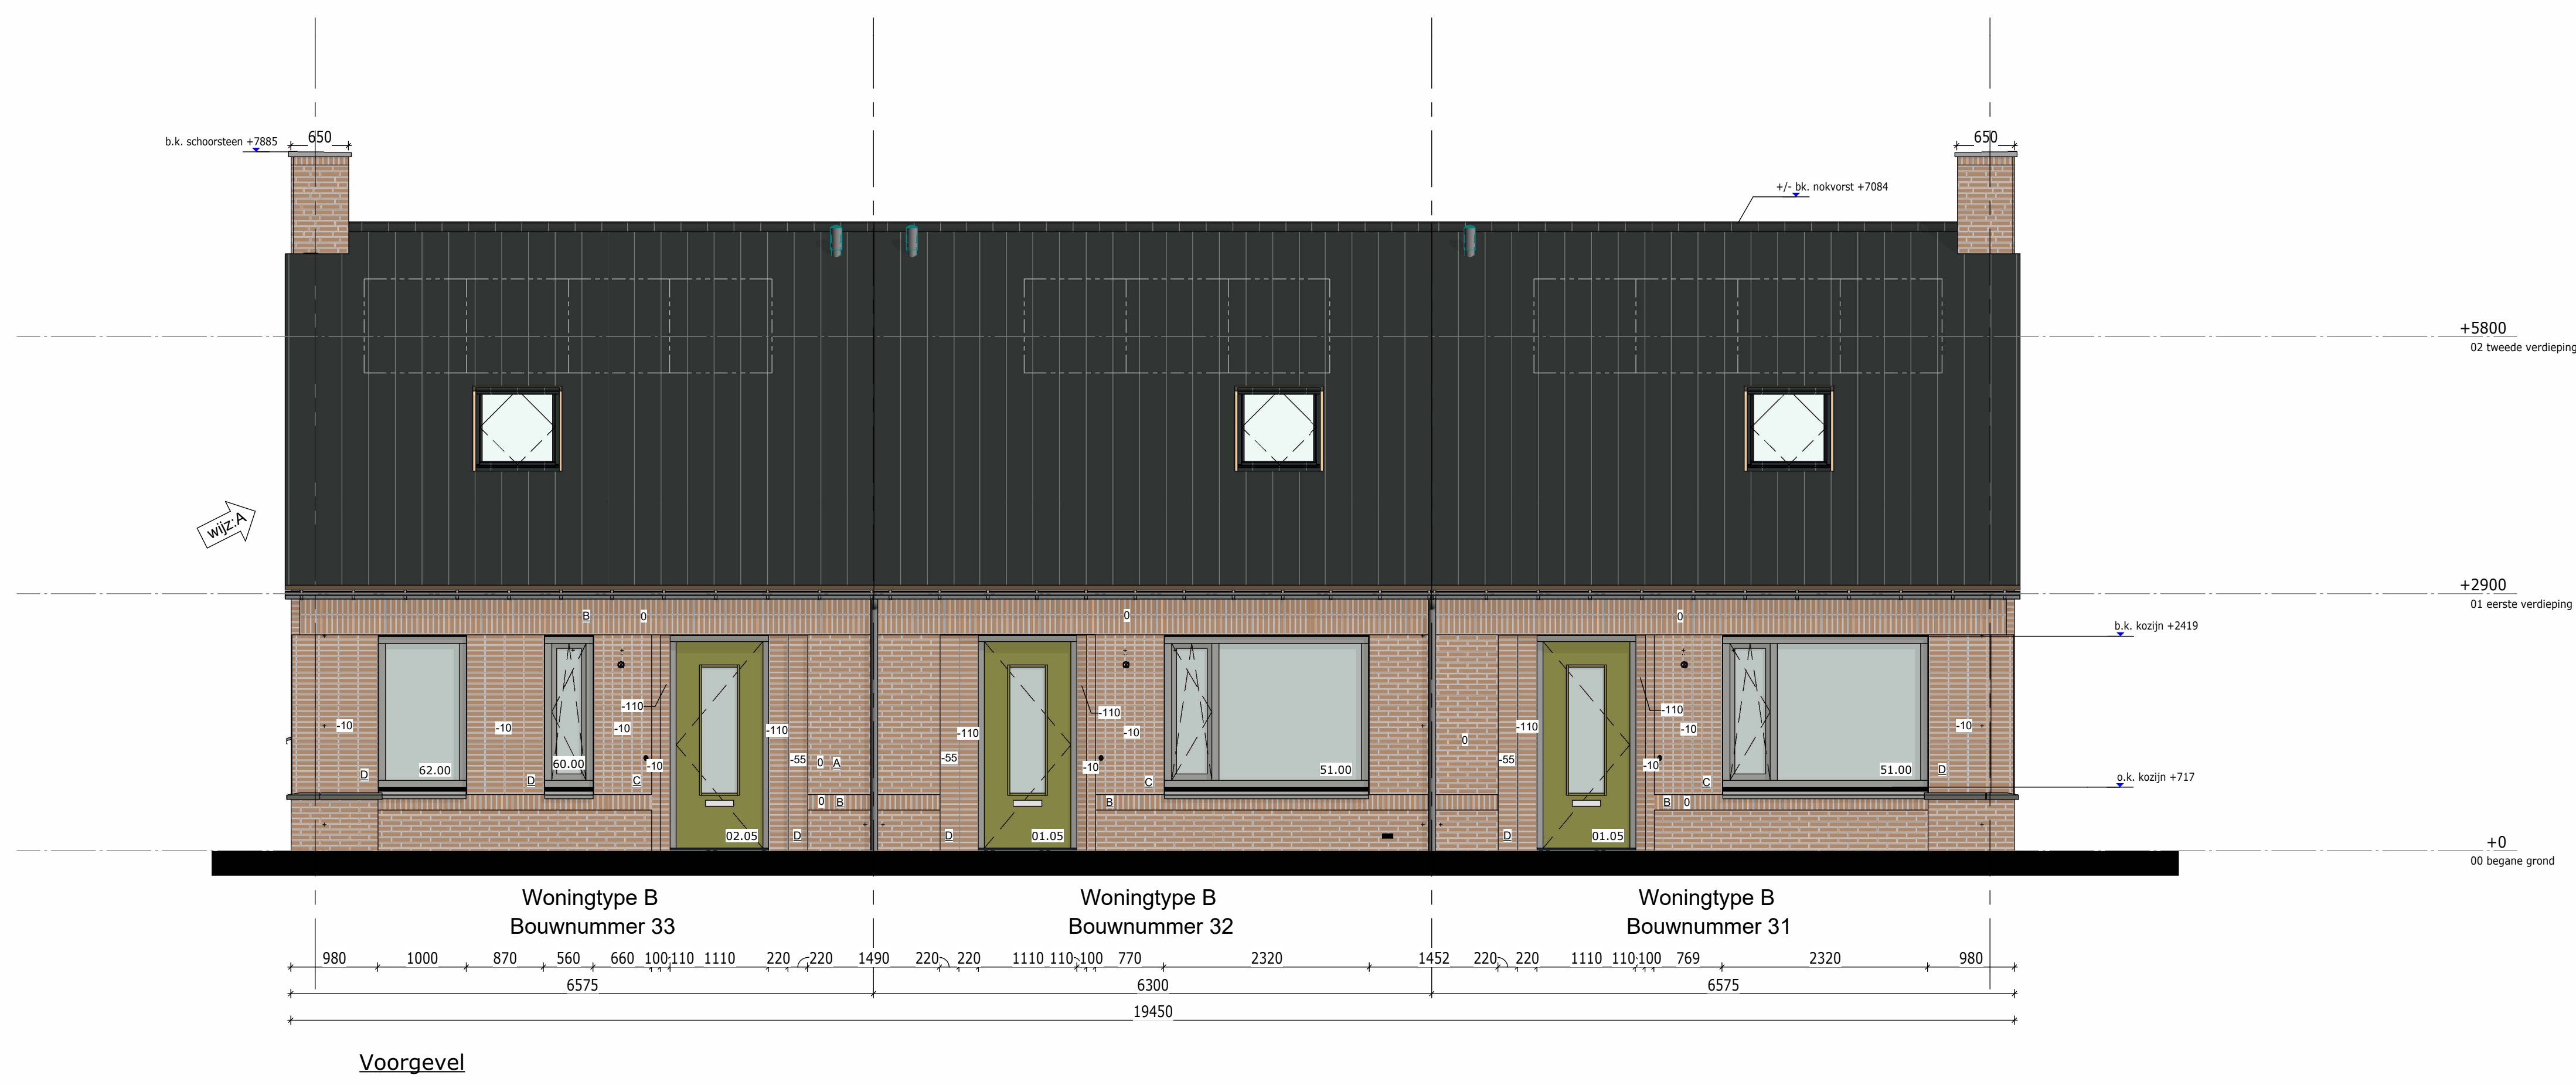 650
650
b.k. schoorsteen +7885
+/- bk. nokvorst +7084
+5800
02 tweede verdieping
wijz:A
+2900
01 eerste verdieping
B 0 0 0
b.k. kozijn +2419
-110 -110 -110
-10 -10 -10 -110 -110 -10 -110 -10 -10
0
-55 0 A -55 -55
-10 -10 -10
D 62.00 D 60.00 C C 51.00 C 51.00 D
o.k. kozijn +717
0 B B B 0
02.05 D D 01.05 D 01.05
+0
00 begane grond
Woningtype B Woningtype B Woningtype B
Bouwnummer 33 Bouwnummer 32 Bouwnummer 31
980 1000 870 560 660 100 110 1110 220 220 1490 220 220 1110 110 100 770 2320 1452 220 220 1110 110 100 769 2320 980
6575 6300 6575
19450
Voorgevel